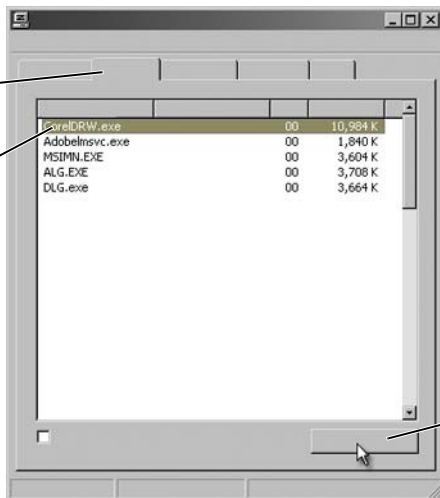 CorelDRW.exe 00 10,984 K
Adobelmsvc.exe 00 1,840 K
MSIMN.EXE 00 3,604 K
ALG.EXE 00 3,708 K
DLG.exe 00 3,664 K